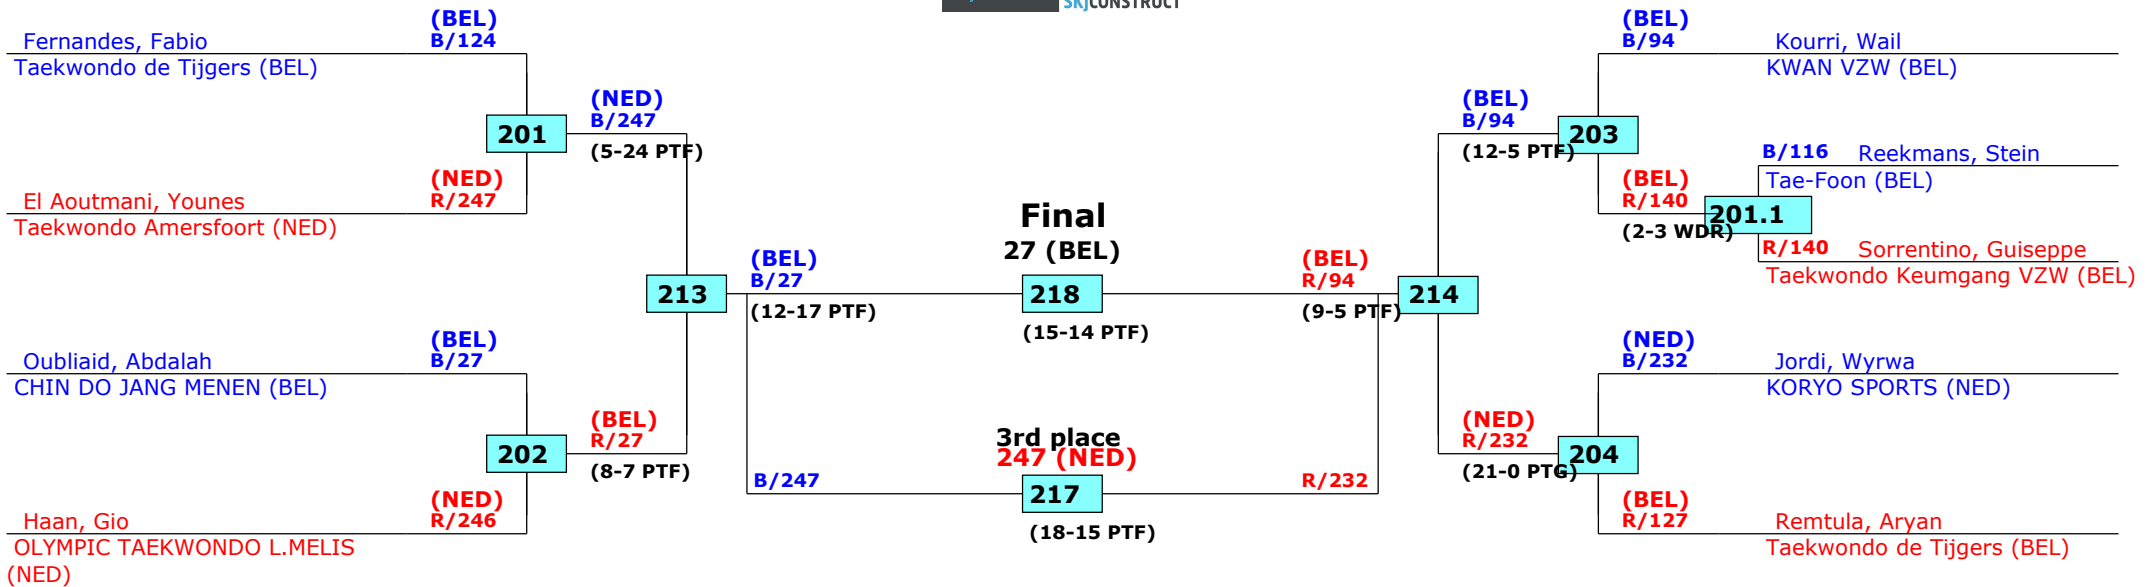 SKJCONSTRUCT
(BEL)
Fernandes, Fabio
B/124
Taekwondo de Tijgers (BEL)
(NED)
B/247
201
(5-24 PTF)
(NED)
El Aoutmani, Younes
R/247
Taekwondo Amersfoort (NED)
213
(BEL)
B/27
(12-17 PTF)
(BEL)
Oubliaid, Abdalah
B/27
CHIN DO JANG MENEN (BEL)
(BEL)
R/27
202
(8-7 PTF)
(NED)
Haan, Gio
R/246
OLYMPIC TAEKWONDO L.MELIS
(NED)
Final
27 (BEL)
218
(15-14 PTF)
3rd place
247 (NED)
B/247
217
R/232
(18-15 PTF)
(BEL)
R/94
214
(9-5 PTF)
(BEL)
B/94
Kourri, Wail
KWAN VZW (BEL)
(BEL)
B/94
203
(12-5 PTF)
B/116
Reekmans, Stein
Tae-Foon (BEL)
(BEL)
R/140
201.1
(2-3 WDR)
R/140
Sorrentino, Guiseppe
Taekwondo Keumgang VZW (BEL)
(NED)
B/232
Jordi, Wyrwa
KORYO SPORTS (NED)
(NED)
R/232
204
(21-0 PTG)
(BEL)
R/127
Remtula, Aryan
Taekwondo de Tijgers (BEL)